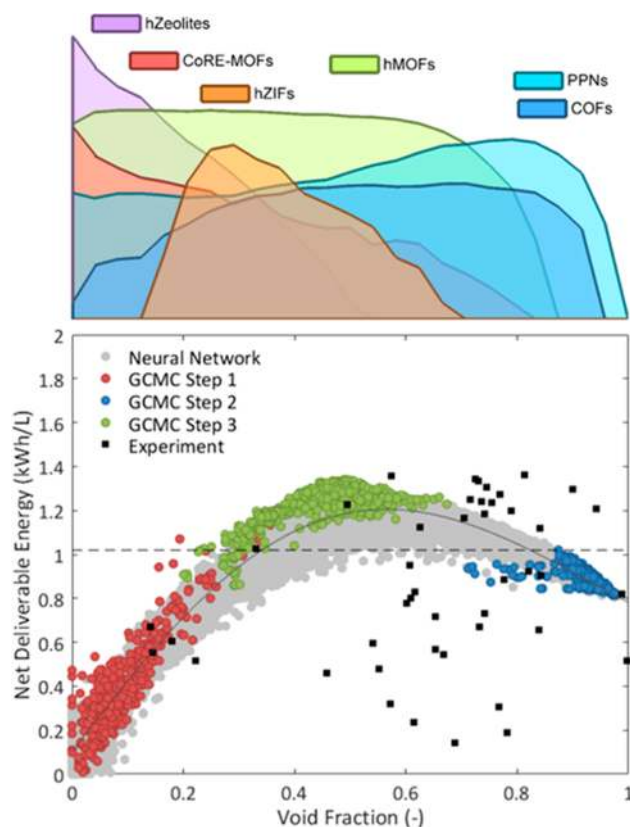 hZeolites
CoRE-MOFs
hMOFs
hZIFs
PPNs
COFs
2
1.8
1.6
1.4
1.2
1
0.8
0.6
0.4
0.2
0
Net Deliverable Energy (kWh/L)
Neural Network
GCMC Step 1
GCMC Step 2
GCMC Step 3
Experiment
0 0.2 0.4 0.6 0.8 1
Void Fraction (-)